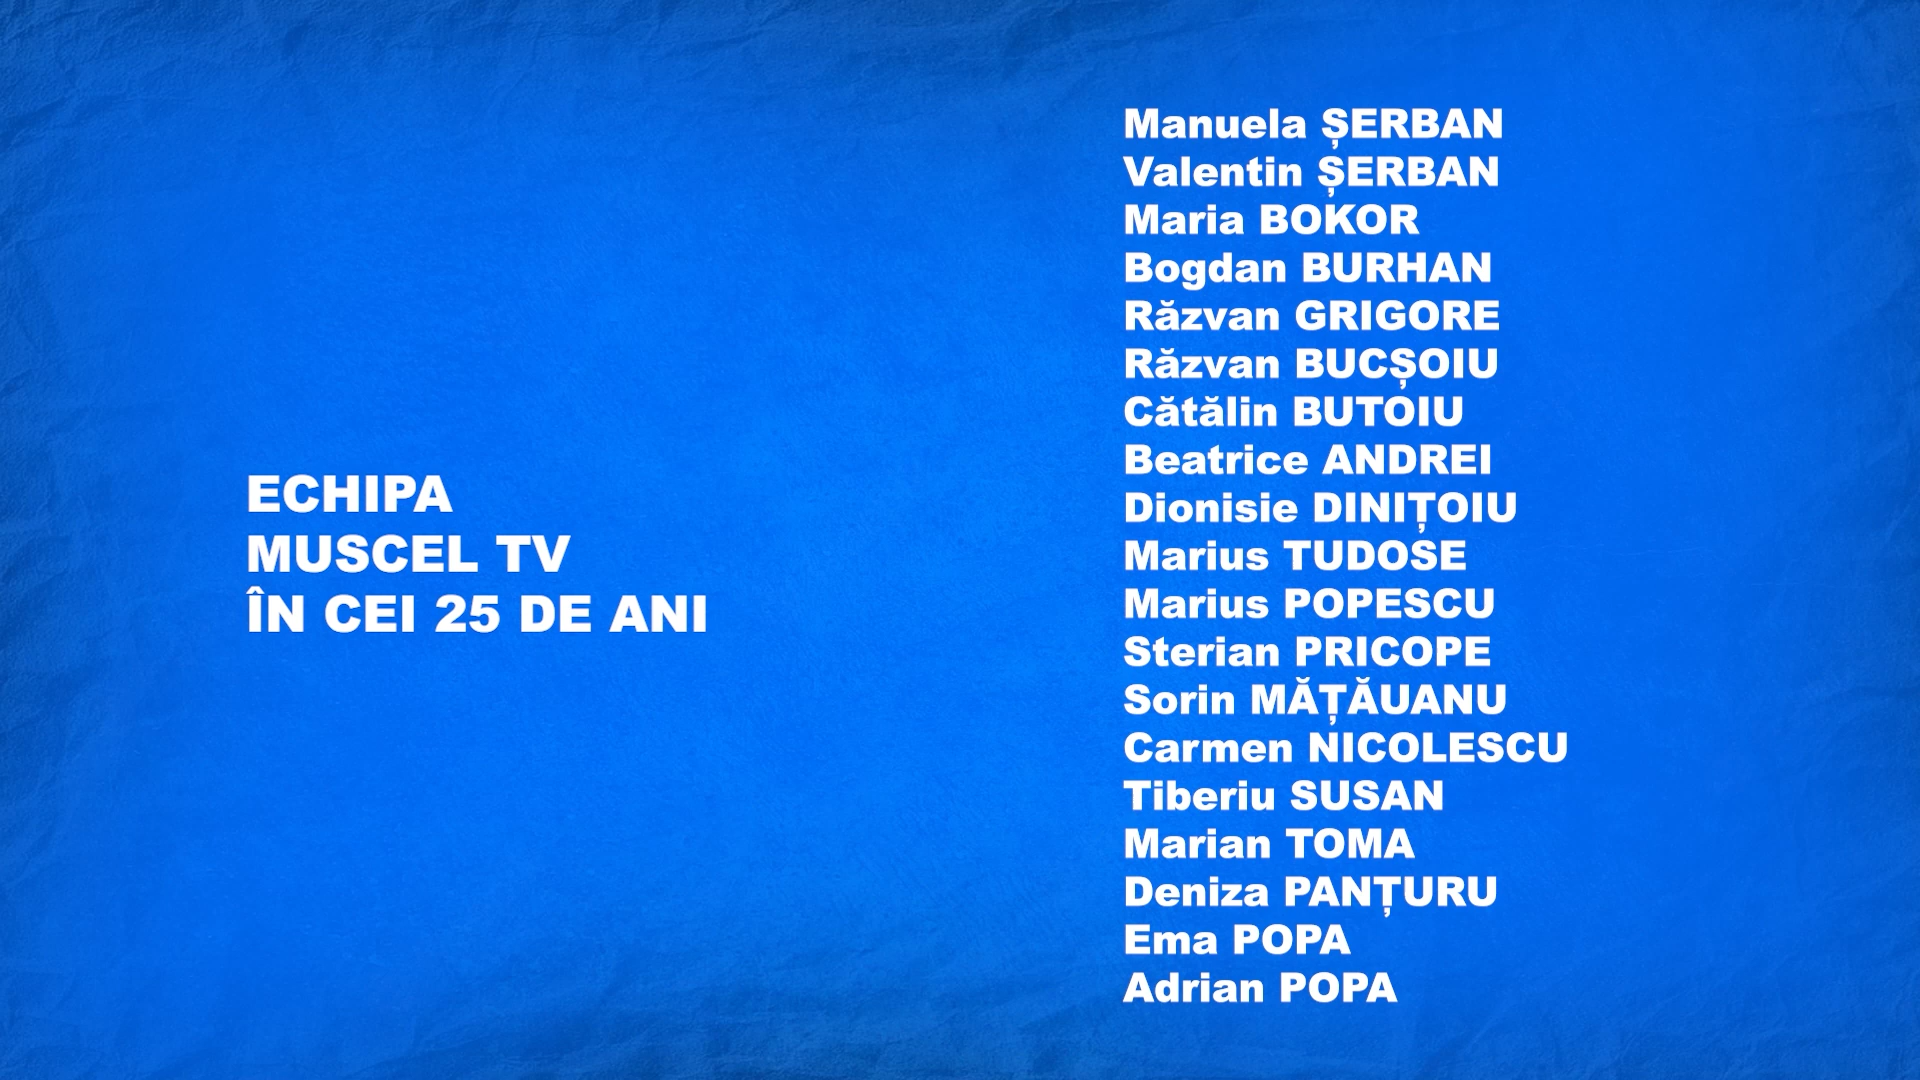 ECHIPA
MUSCEL TV
ÎN CEI 25 DE ANI
Manuela ȘERBAN
Valentin ȘERBAN
Maria BOKOR
Bogdan BURHAN
Răzvan GRIGORE
Răzvan BUCȘOIU
Cătălin BUTOIU
Beatrice ANDREI
Dionisie DINIȚOIU
Marius TUDOSE
Marius POPESCU
Sterian PRICOPE
Sorin MĂȚĂUANU
Carmen NICOLESCU
Tiberiu SUSAN
Marian TOMA
Deniza PANȚURU
Ema POPA
Adrian POPA